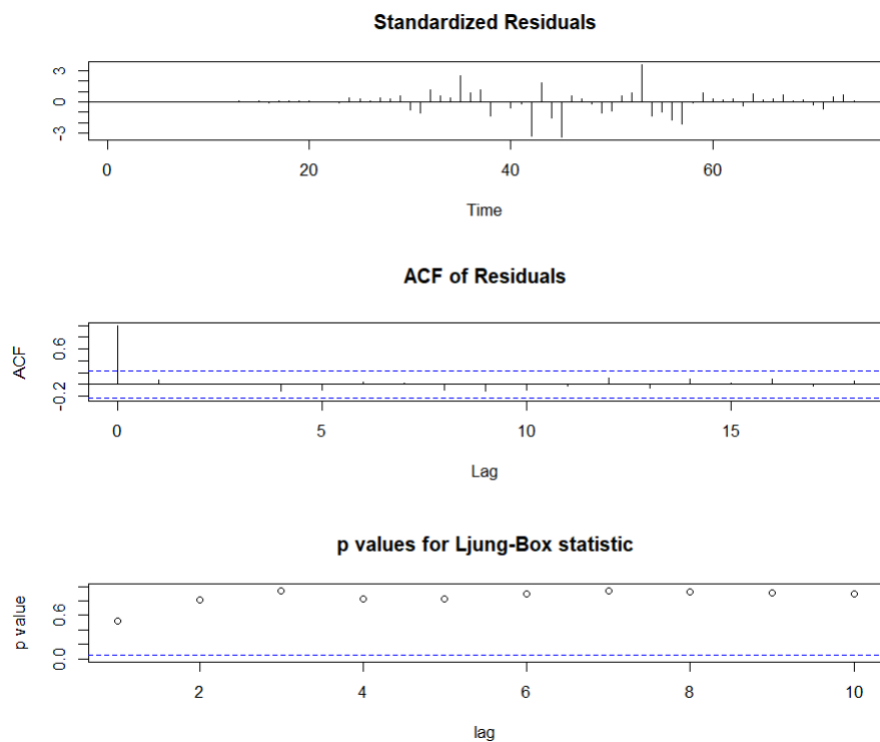 Standardized Residuals
3
0
-3
0 20 40 60
Time
ACF of Residuals
ACF
0.6
-0.2
0 5 10 15
Lag
p values for Ljung-Box statistic
p value
0.6
0.0
2 4 6 8 10
lag